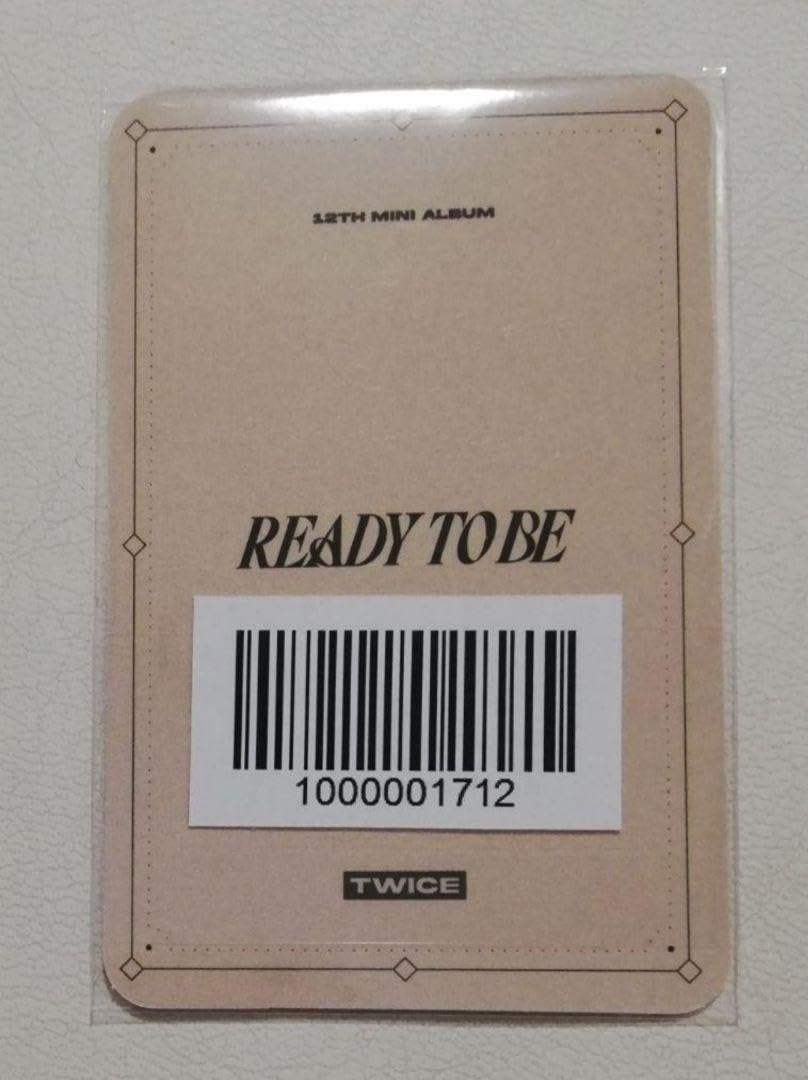 12TH MINI ALBUM
READY TO BE
1000001712
TWICE